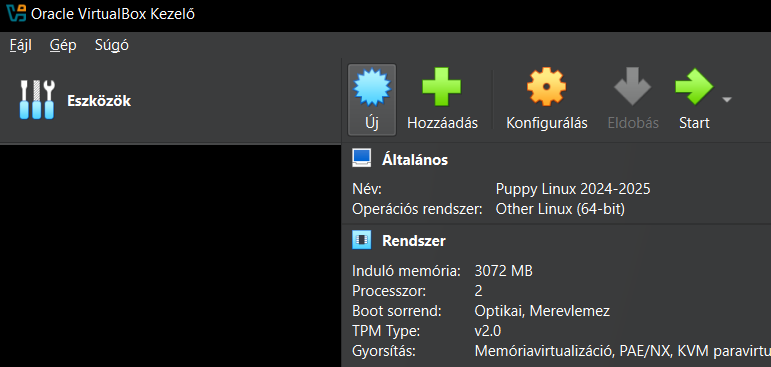 Oracle VirtualBox Kezelő
Fájl Gép Súgó
Eszközök
Új Hozzáadás Konfigurálás Eldobás Start
Általános
Név: Puppy Linux 2024-2025
Operációs rendszer: Other Linux (64-bit)
Rendszer
Induló memória: 3072 MB
Processzor: 2
Boot sorrend: Optikai, Merevlemez
TPM Type: v2.0
Gyorsítás: Memóriavirtualizáció, PAE/NX, KVM paravirtu